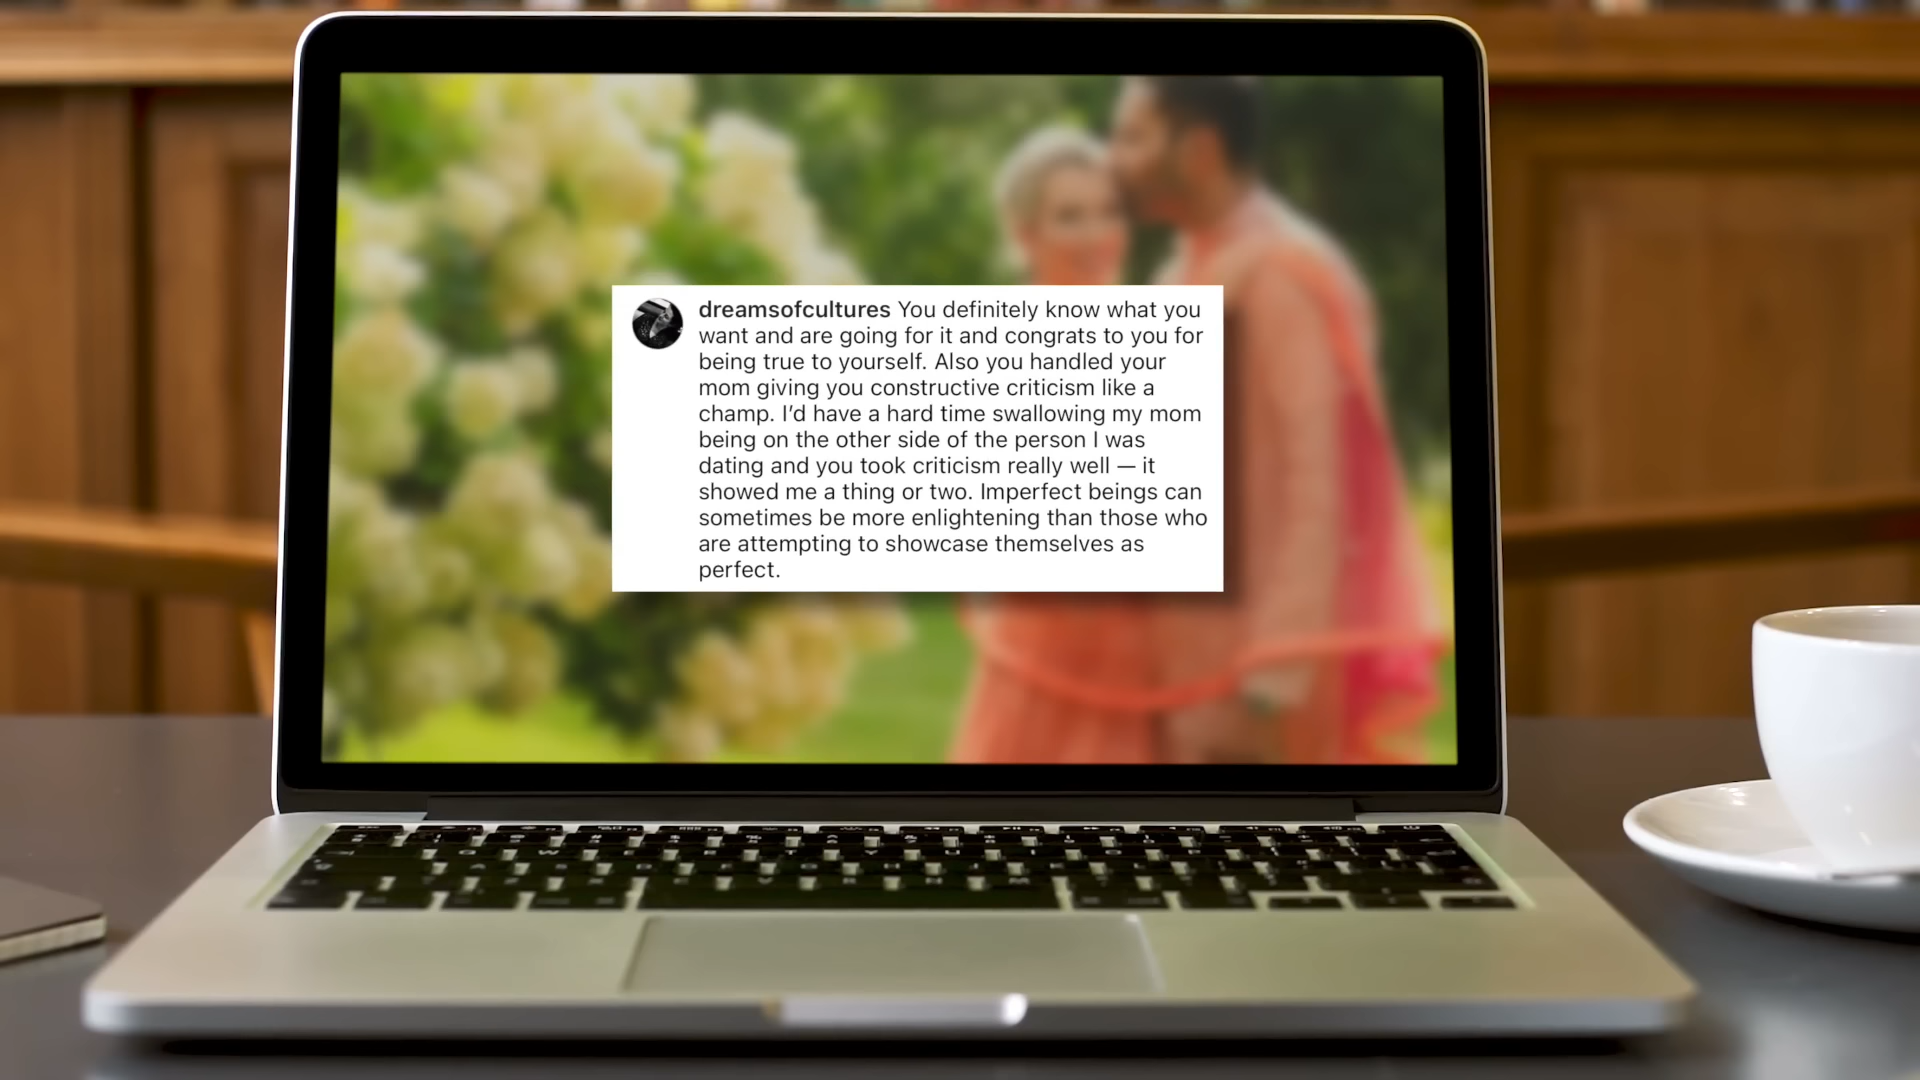 dreamsofcultures You definitely know what you
want and are going for it and congrats to you for
being true to yourself. Also you handled your
mom giving you constructive criticism like a
champ. I’d have a hard time swallowing my mom
being on the other side of the person I was
dating and you took criticism really well — it
showed me a thing or two. Imperfect beings can
sometimes be more enlightening than those who
are attempting to showcase themselves as
perfect.